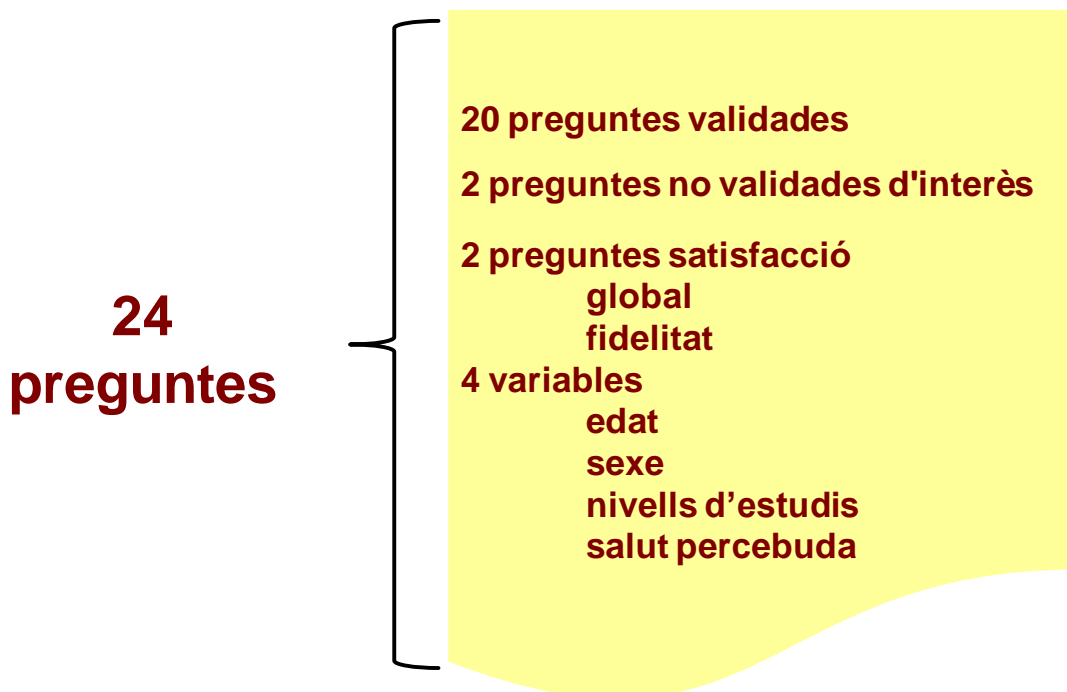 24
preguntes
20 preguntes validades
2 preguntes no validades d'interès
2 preguntes satisfacció
global
fidelitat
4 variables
edat
sexe
nivells d’estudis
salut percebuda